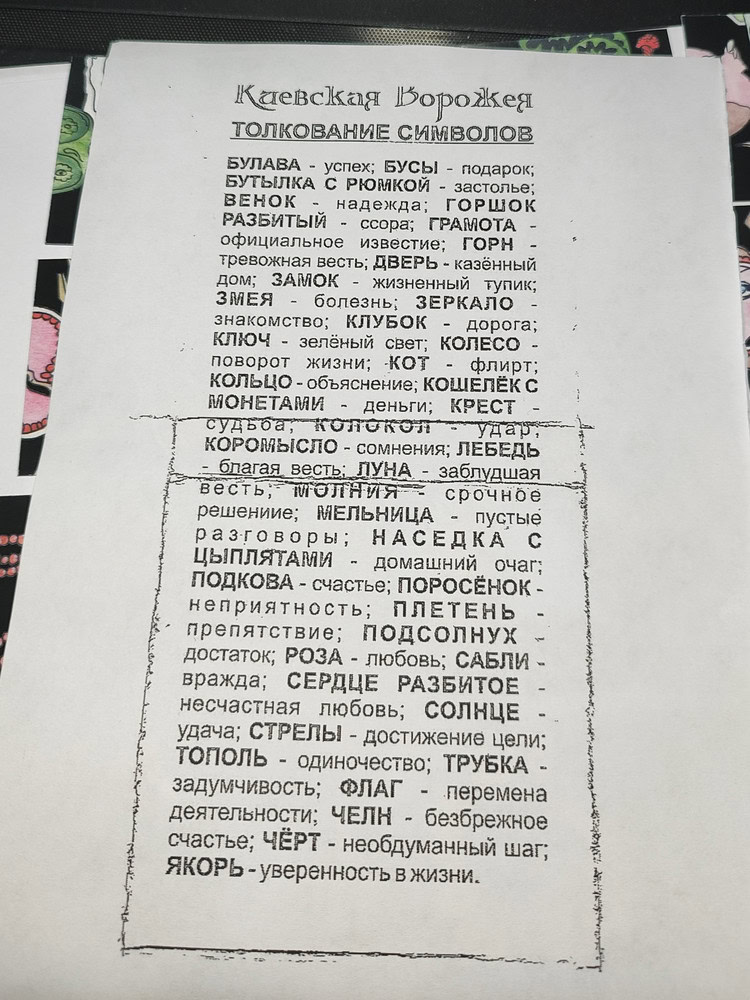 Киевская Ворожея
ТОЛКОВАНИЕ СИМВОЛОВ
БУЛАВА - успех; БУСЫ - подарок;
БУТЫЛКА С РЮМКОЙ - застолье;
ВЕНОК - надежда; ГОРШОК
РАЗБИТЫЙ - ссора; ГРАМОТА -
официальное известие; ГОРН -
тревожная весть; ДВЕРЬ - казённый
дом; ЗАМОК - жизненный тупик;
ЗМЕЯ - болезнь; ЗЕРКАЛО -
знакомство; КЛУБОК - дорога;
КЛЮЧ - зелёный свет; КОЛЕСО -
поворот жизни; КОТ - флирт;
КОЛЬЦО - объяснение; КОШЕЛЁК С
МОНЕТАМИ - деньги; КРЕСТ -
судьба; КОЛОКОЛ - удар;
КОРОМЫСЛО - сомнения; ЛЕБЕДЬ
- благая весть; ЛУНА - заблудшая
весть; МОЛНИЯ - срочное
решениие; МЕЛЬНИЦА - пустые
разговоры; НАСЕДКА С
ЦЫПЛЯТАМИ - домашний очаг;
ПОДКОВА - счастье; ПОРОСЁНОК -
неприятность; ПЛЕТЕНЬ -
препятствие; ПОДСОЛНУХ -
достаток; РОЗА - любовь; САБЛИ -
вражда; СЕРДЦЕ РАЗБИТОЕ -
несчастная любовь; СОЛНЦЕ -
удача; СТРЕЛЫ - достижение цели;
ТОПОЛЬ - одиночество; ТРУБКА -
задумчивость; ФЛАГ - перемена
деятельности; ЧЕЛН - безбрежное
счастье; ЧЁРТ - необдуманный шаг;
ЯКОРЬ - уверенность в жизни.